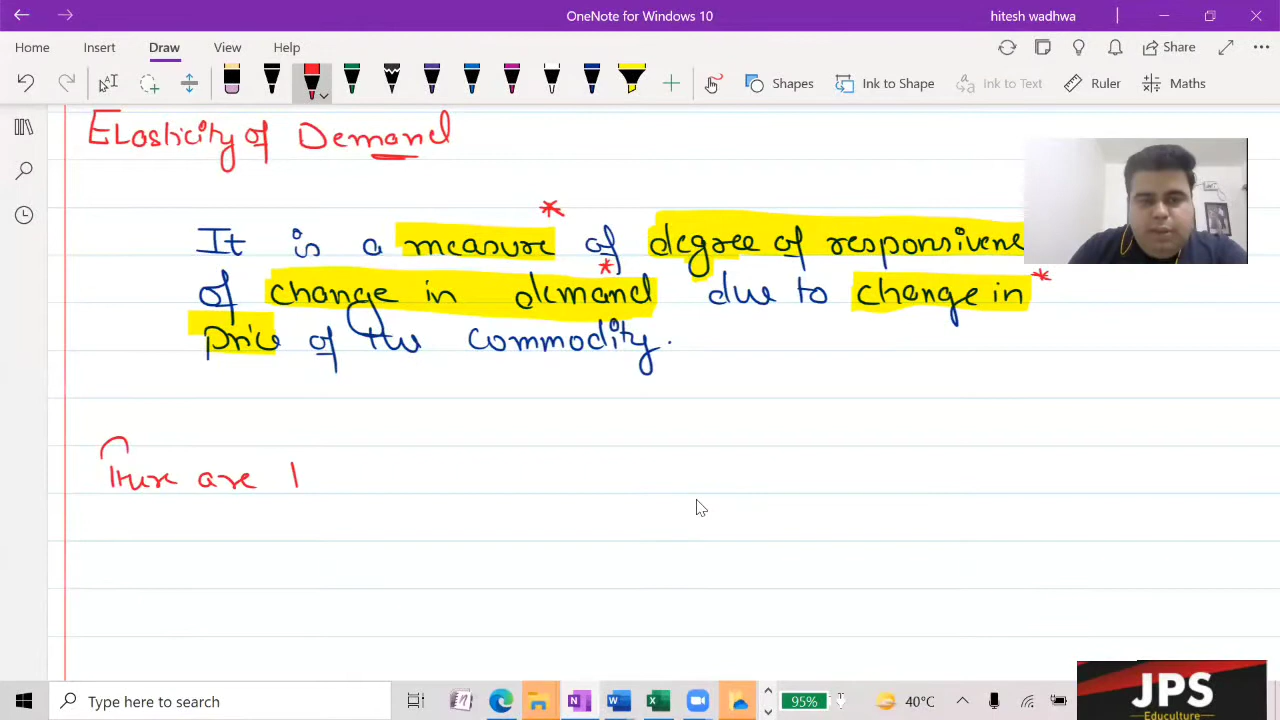 OneNote for Windows 10
hitesh wadhwa
Home Insert Draw View Help
Share
Shapes Ink to Shape Ink to Text Ruler Maths
Elasticity of Demand
It is a measure of degree of responsivene
of change in demand due to change in
price of the commodity.
There are
JPS
Educulture
Type here to search
95%
40°C